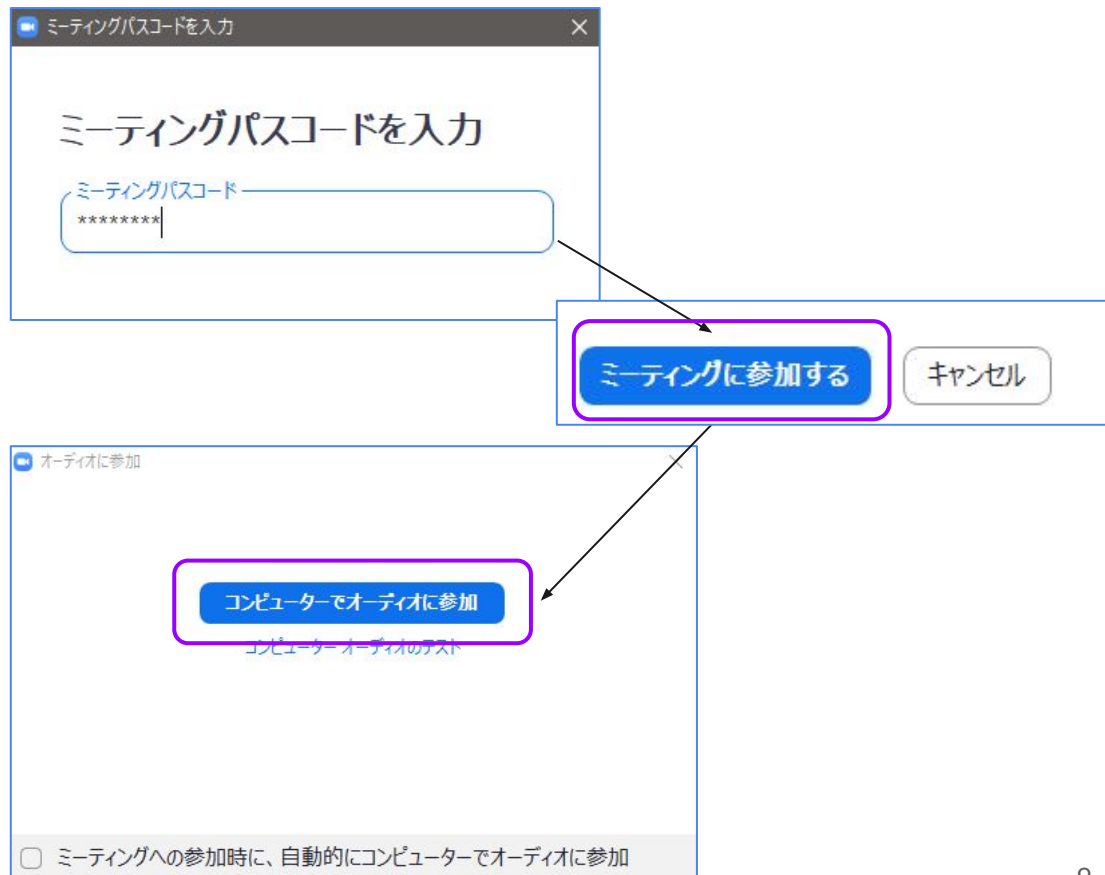 ミーティングパスコードを入力
ミーティングパスコードを入力
ミーティングパスコード
********
ミーティングに参加する
キャンセル
オーディオに参加
コンピューターでオーディオに参加
コンピューター オーディオのテスト
ミーティングへの参加時に、自動的にコンピューターでオーディオに参加